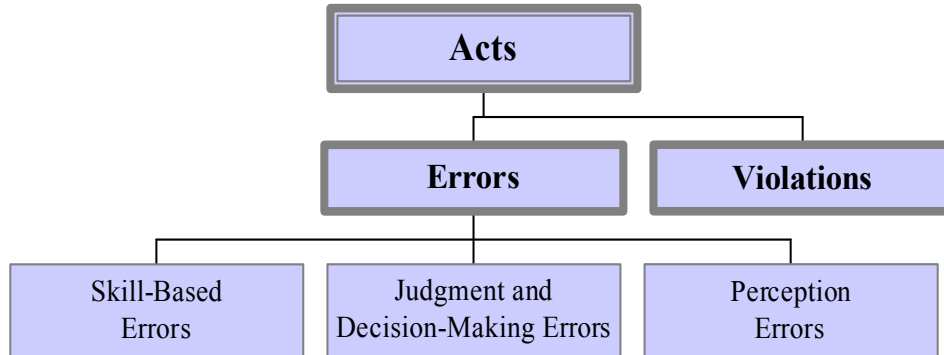 Acts
Errors
Violations
Skill-Based
Errors
Judgment and
Decision-Making Errors
Perception
Errors